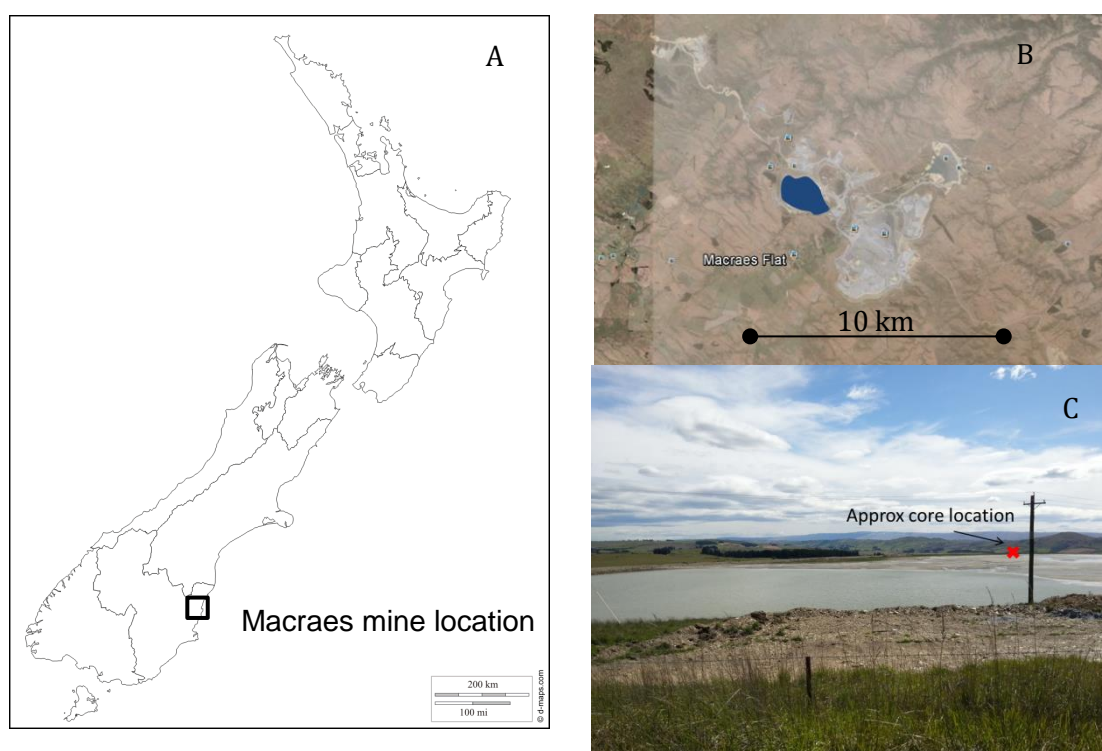 A
Macraes mine location
200 km
100 mi
© d-maps.com
B
Macraes Flat
10 km
C
Approx core location